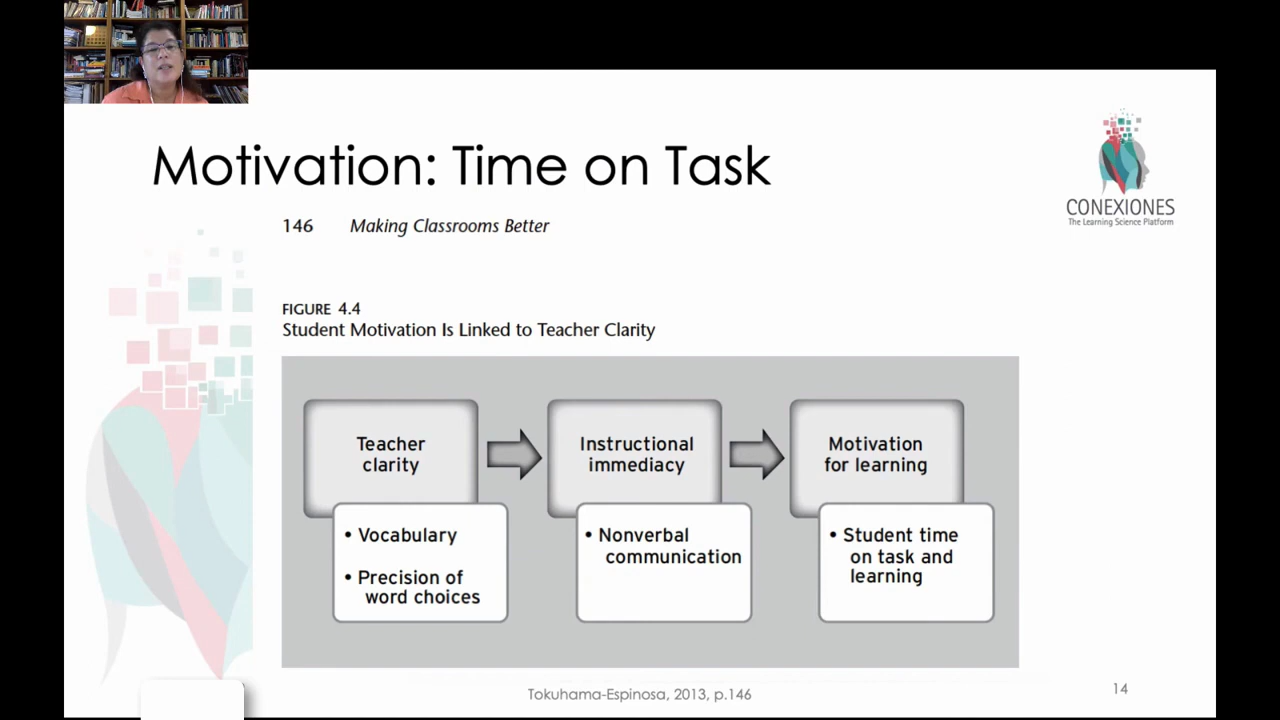 Motivation: Time on Task
CONEXIONES
The Learning Science Platform
146 Making Classrooms Better
FIGURE 4.4
Student Motivation Is Linked to Teacher Clarity
Teacher
clarity
• Vocabulary
• Precision of
word choices
Instructional
immediacy
• Nonverbal
communication
Motivation
for learning
• Student time
on task and
learning
Tokuhama-Espinosa, 2013, p.146
14